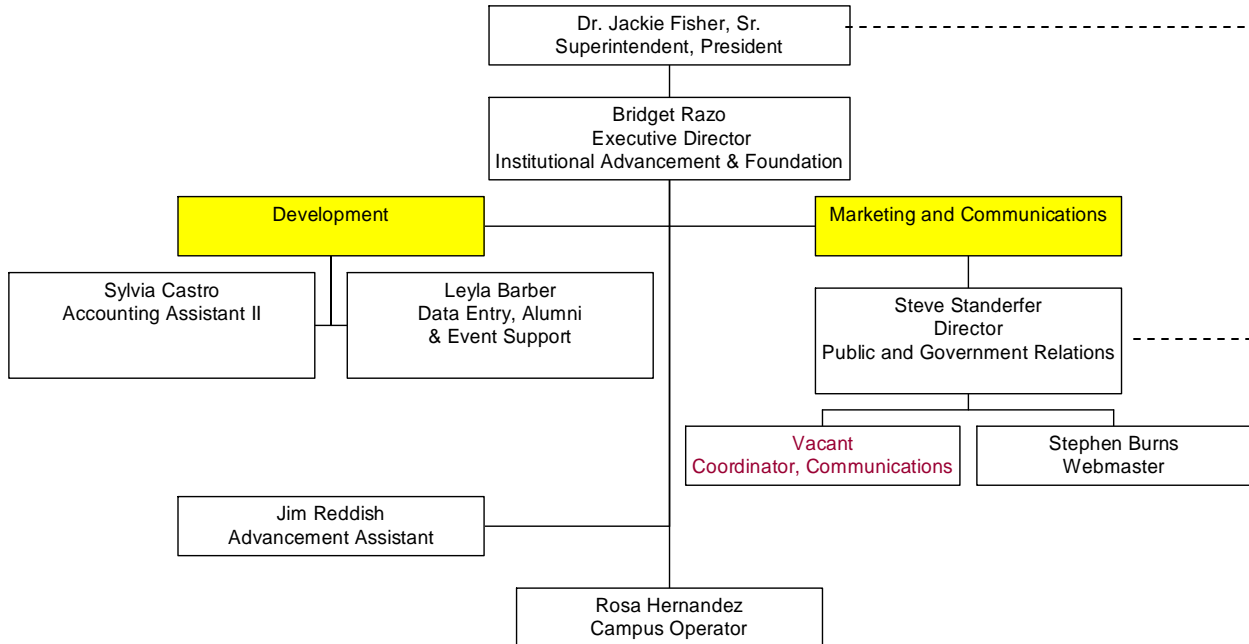 Dr. Jackie Fisher, Sr.
Superintendent, President
Bridget Razo
Executive Director
Institutional Advancement & Foundation
Development
Marketing and Communications
Sylvia Castro
Accounting Assistant II
Leyla Barber
Data Entry, Alumni
& Event Support
Steve Standerfer
Director
Public and Government Relations
Vacant
Coordinator, Communications
Stephen Burns
Webmaster
Jim Reddish
Advancement Assistant
Rosa Hernandez
Campus Operator